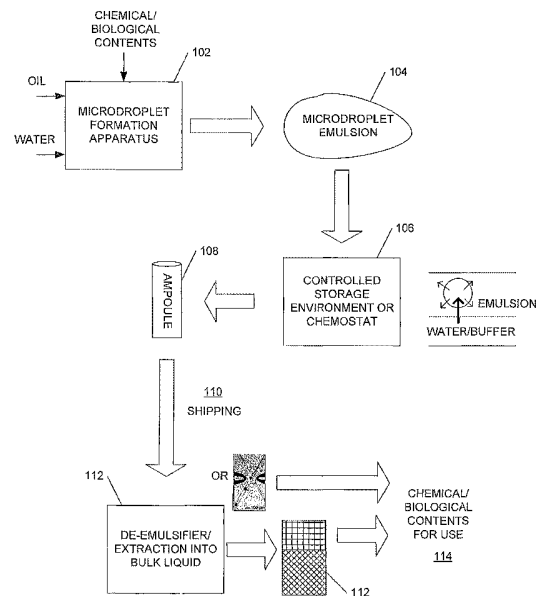 CHEMICAL/
BIOLOGICAL
CONTENTS
102
OIL
WATER
MICRODROPLET
FORMATION
APPARATUS
104
MICRODROPLET
EMULSION
106
CONTROLLED
STORAGE
ENVIRONMENT OR
CHEMOSTAT
EMULSION
WATER/BUFFER
108
AMPOULE
110
SHIPPING
112
DE-EMULSIFIER/
EXTRACTION INTO
BULK LIQUID
OR
112
CHEMICAL/
BIOLOGICAL
CONTENTS
FOR USE
114